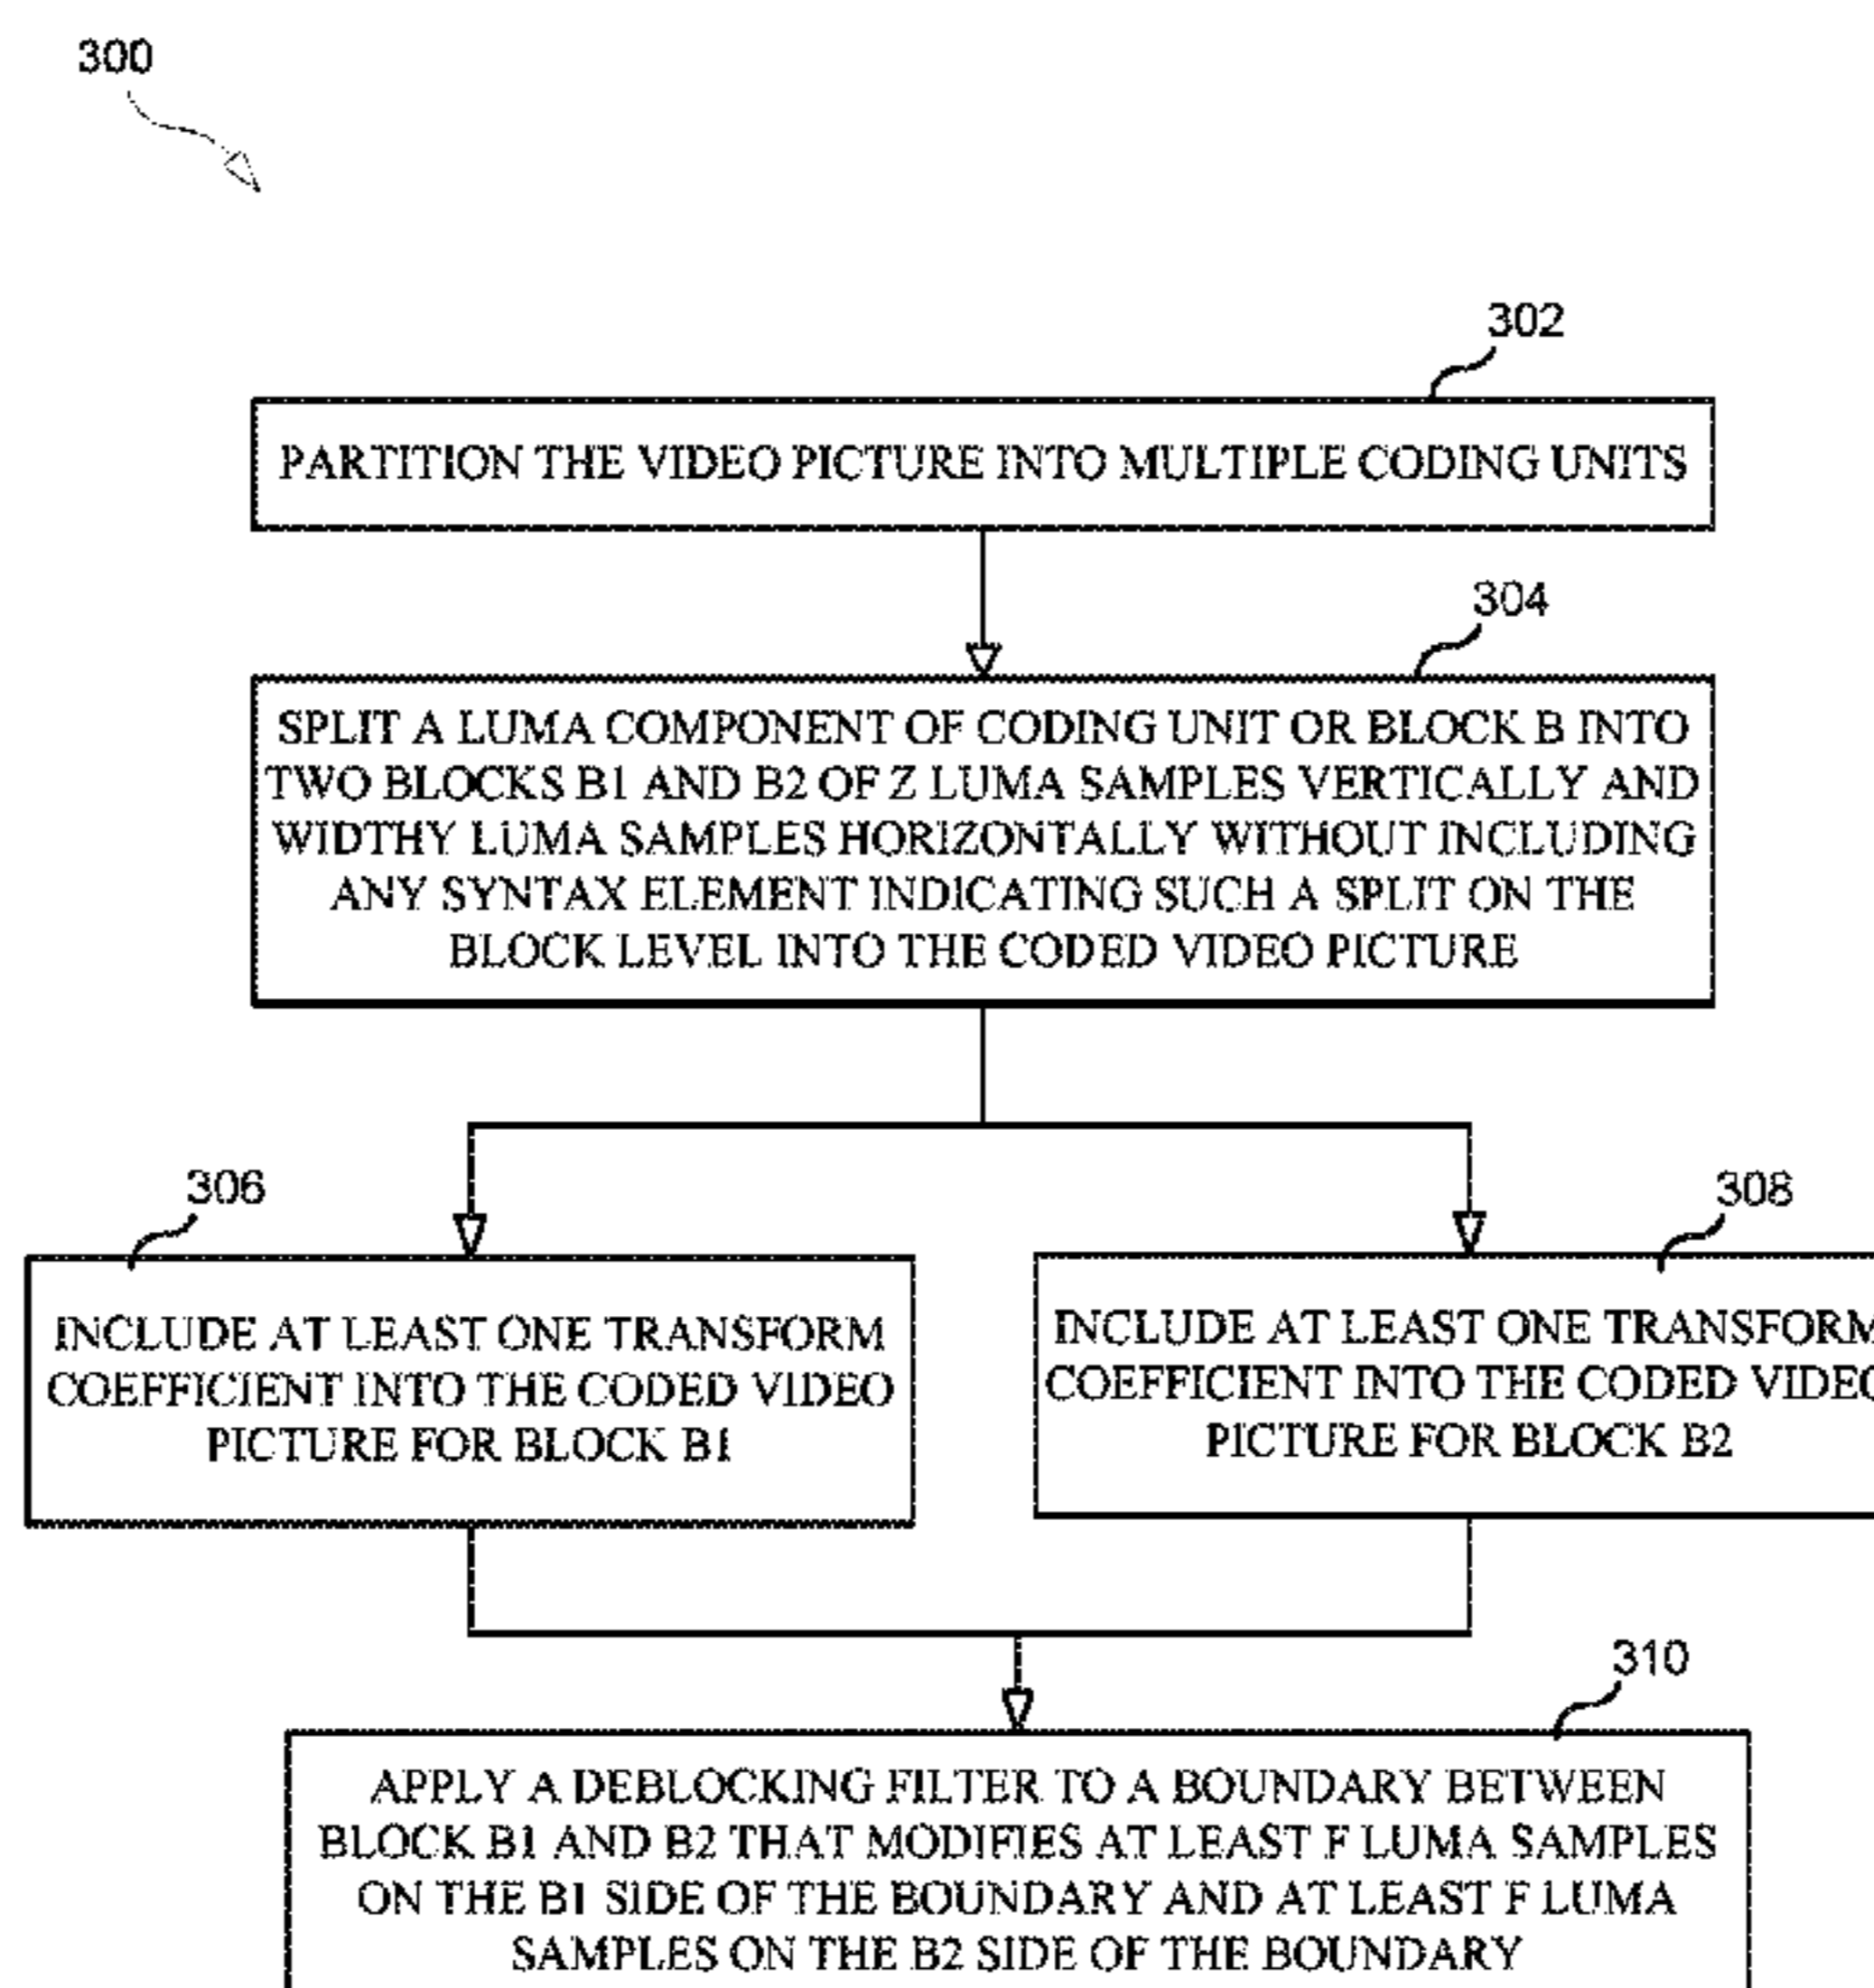 300
302
PARTITION THE VIDEO PICTURE INTO MULTIPLE CODING UNITS
304
SPLIT A LUMA COMPONENT OF CODING UNIT OR BLOCK B INTO
TWO BLOCKS B1 AND B2 OF Z LUMA SAMPLES VERTICALLY AND
WIDTHY LUMA SAMPLES HORIZONTALLY WITHOUT INCLUDING
ANY SYNTAX ELEMENT INDICATING SUCH A SPLIT ON THE
BLOCK LEVEL INTO THE CODED VIDEO PICTURE
306
INCLUDE AT LEAST ONE TRANSFORM
COEFFICIENT INTO THE CODED VIDEO
PICTURE FOR BLOCK B1
308
INCLUDE AT LEAST ONE TRANSFORM
COEFFICIENT INTO THE CODED VIDEO
PICTURE FOR BLOCK B2
310
APPLY A DEBLOCKING FILTER TO A BOUNDARY BETWEEN
BLOCK B1 AND B2 THAT MODIFIES AT LEAST F LUMA SAMPLES
ON THE B1 SIDE OF THE BOUNDARY AND AT LEAST F LUMA
SAMPLES ON THE B2 SIDE OF THE BOUNDARY